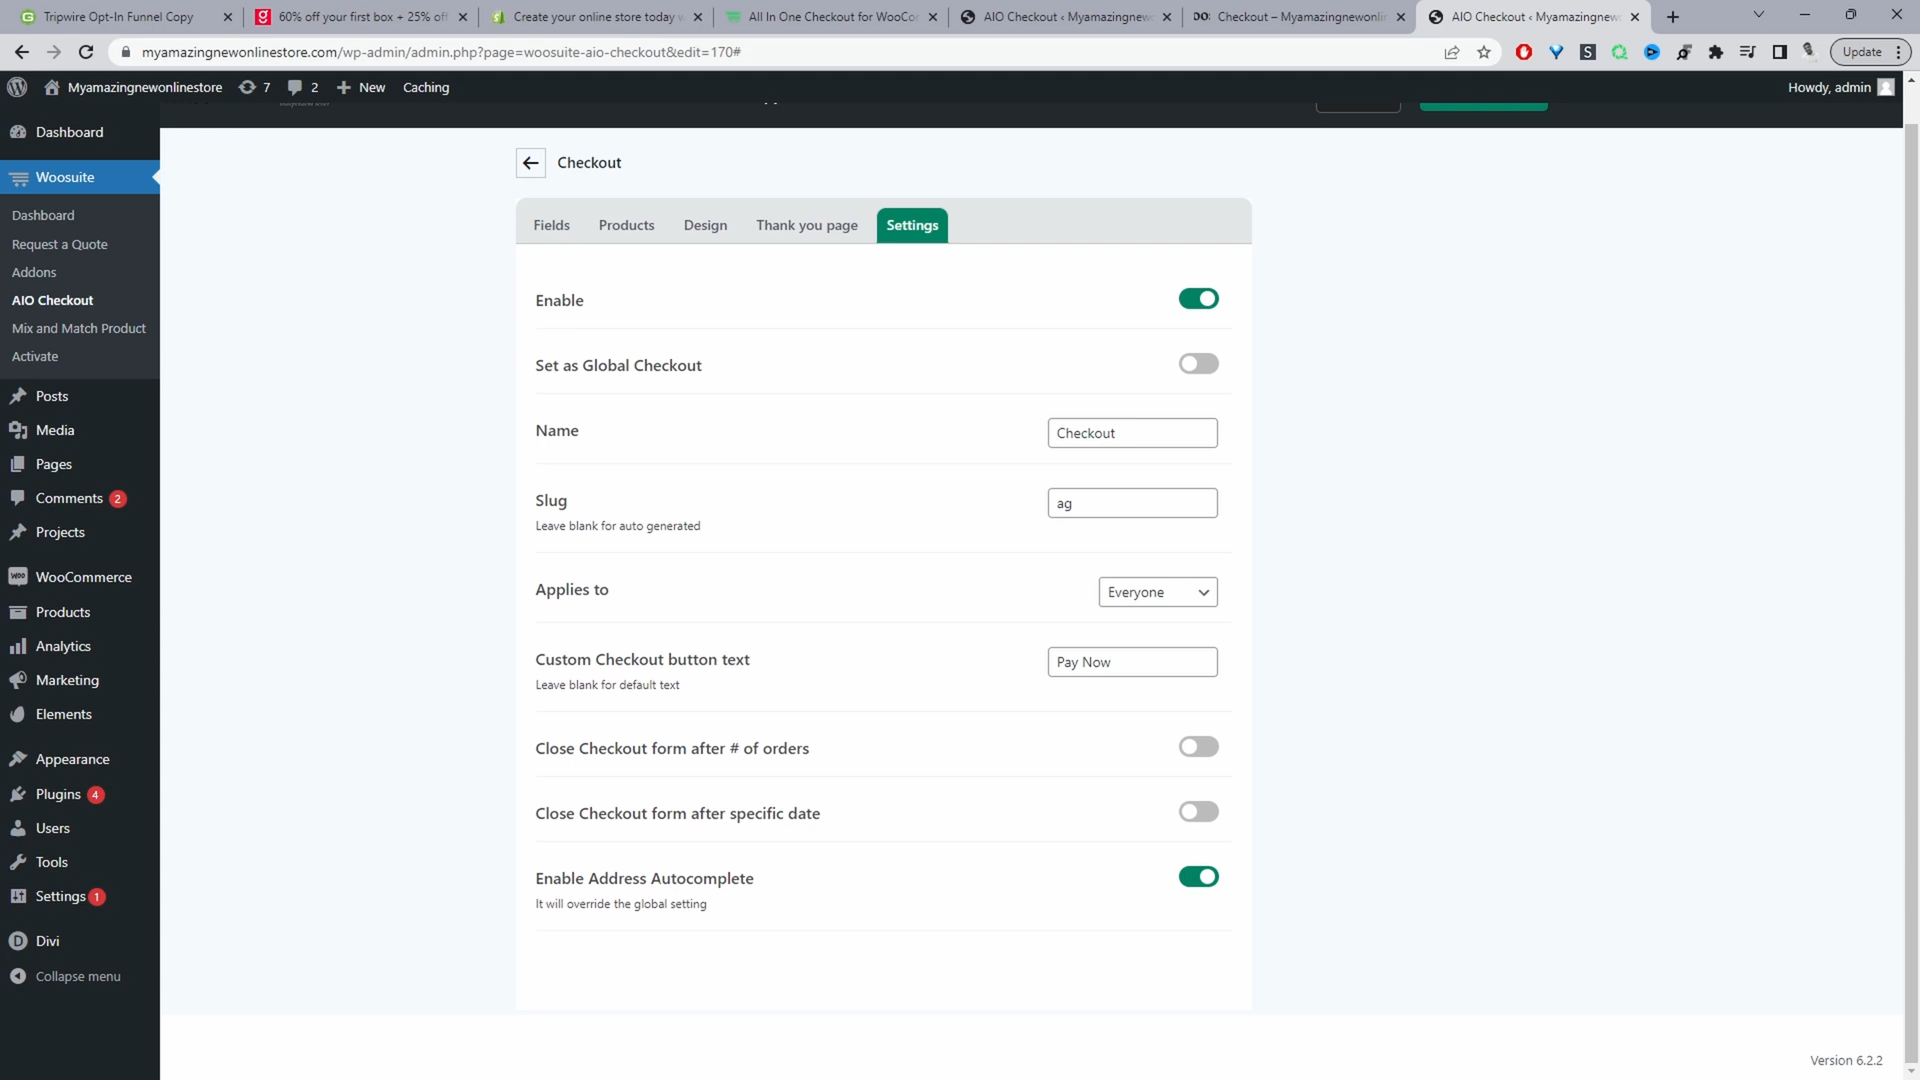 Tripwire Opt-In Funnel Copy
60% off your first box + 25% off
Create your online store today w
All In One Checkout for WooCor
AIO Checkout ‹ Myamazingnew
Checkout – Myamazingnewonlin
AIO Checkout ‹ Myamazingnew
myamazingnewonlinestore.com/wp-admin/admin.php?page=woosuite-aio-checkout&edit=170#
Update
Myamazingnewonlinestore
7
2
New
Caching
Howdy, admin
Dashboard
Woosuite
Dashboard
Request a Quote
Addons
AIO Checkout
Mix and Match Product
Activate
Posts
Media
Pages
Comments 2
Projects
WooCommerce
Products
Analytics
Marketing
Elements
Appearance
Plugins 4
Users
Tools
Settings 1
Divi
Collapse menu
Checkout
Fields
Products
Design
Thank you page
Settings
Enable
Set as Global Checkout
Name
Checkout
Slug
ag
Leave blank for auto generated
Applies to
Everyone
Custom Checkout button text
Pay Now
Leave blank for default text
Close Checkout form after # of orders
Close Checkout form after specific date
Enable Address Autocomplete
It will override the global setting
Version 6.2.2